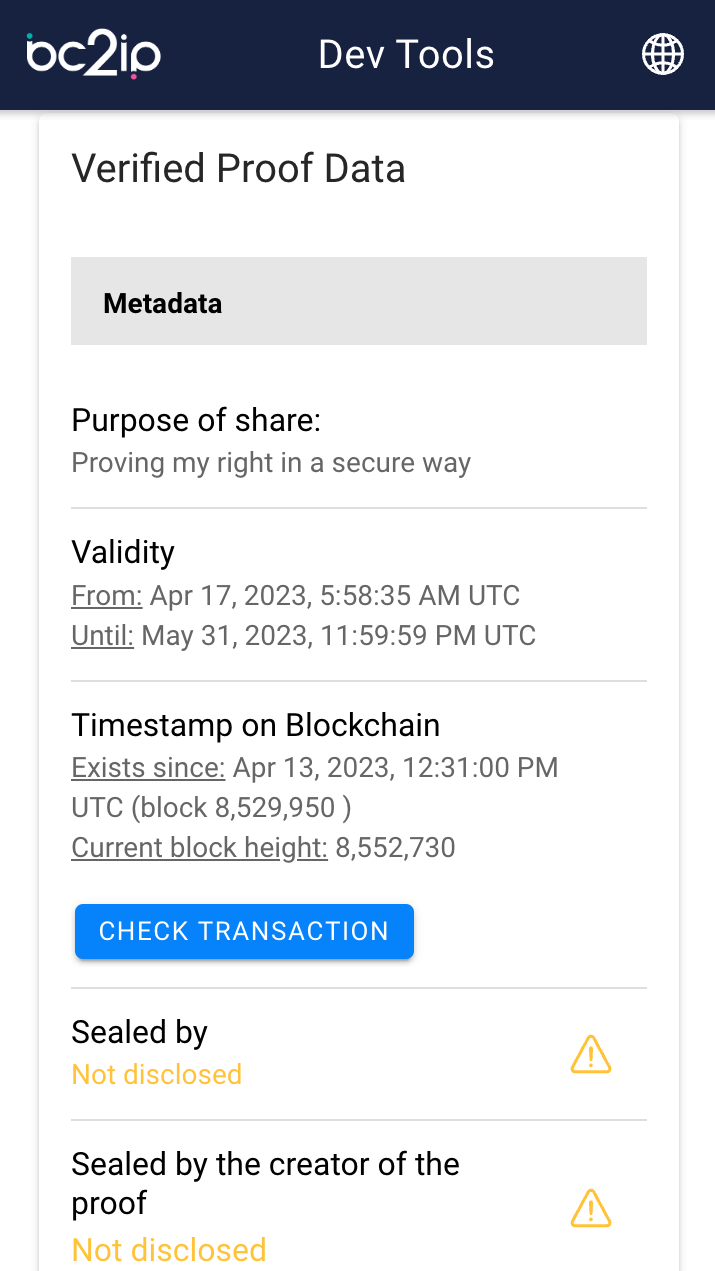 bc2ip
Dev Tools
Verified Proof Data
Metadata
Purpose of share:
Proving my right in a secure way
Validity
From: Apr 17, 2023, 5:58:35 AM UTC
Until: May 31, 2023, 11:59:59 PM UTC
Timestamp on Blockchain
Exists since: Apr 13, 2023, 12:31:00 PM
UTC (block 8,529,950 )
Current block height: 8,552,730
CHECK TRANSACTION
Sealed by
Not disclosed
Sealed by the creator of the
proof
Not disclosed